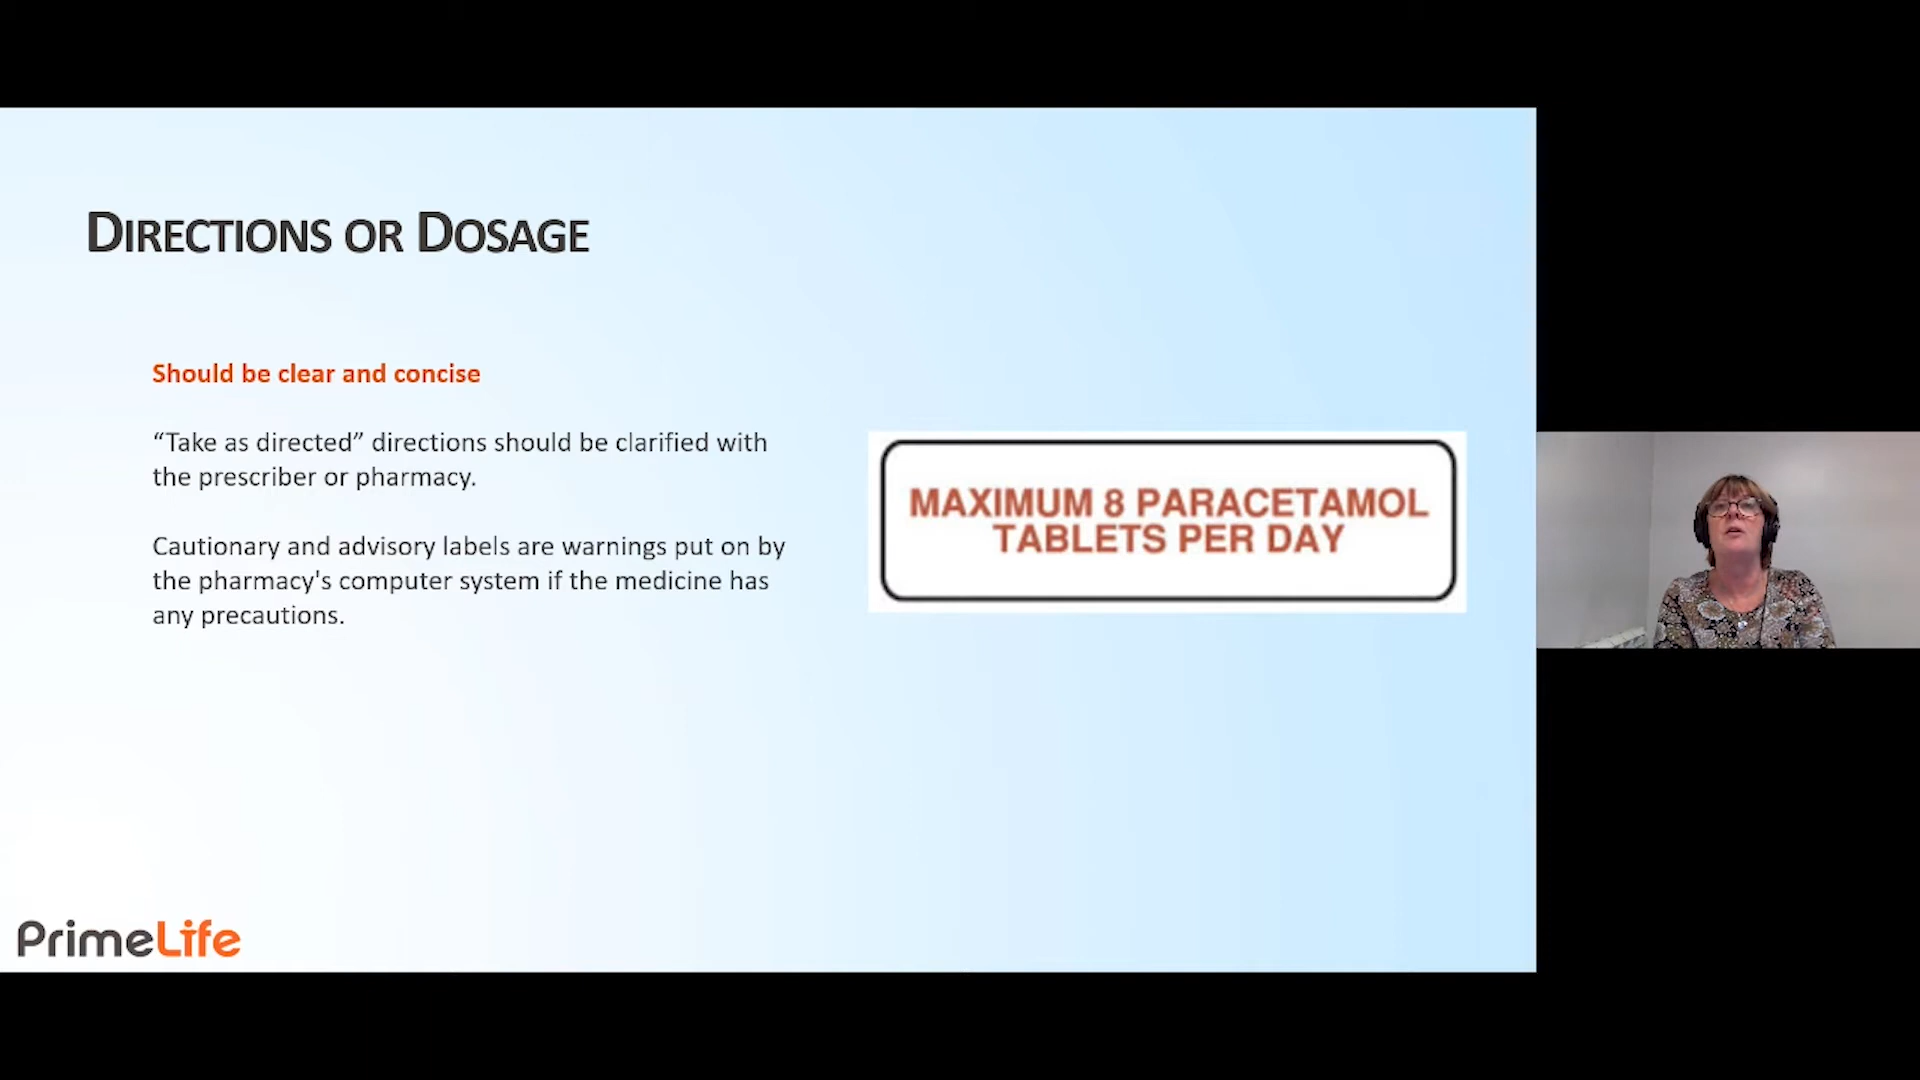 DIRECTIONS OR DOSAGE
Should be clear and concise
“Take as directed” directions should be clarified with
the prescriber or pharmacy.
Cautionary and advisory labels are warnings put on by
the pharmacy's computer system if the medicine has
any precautions.
MAXIMUM 8 PARACETAMOL
TABLETS PER DAY
PrimeLife